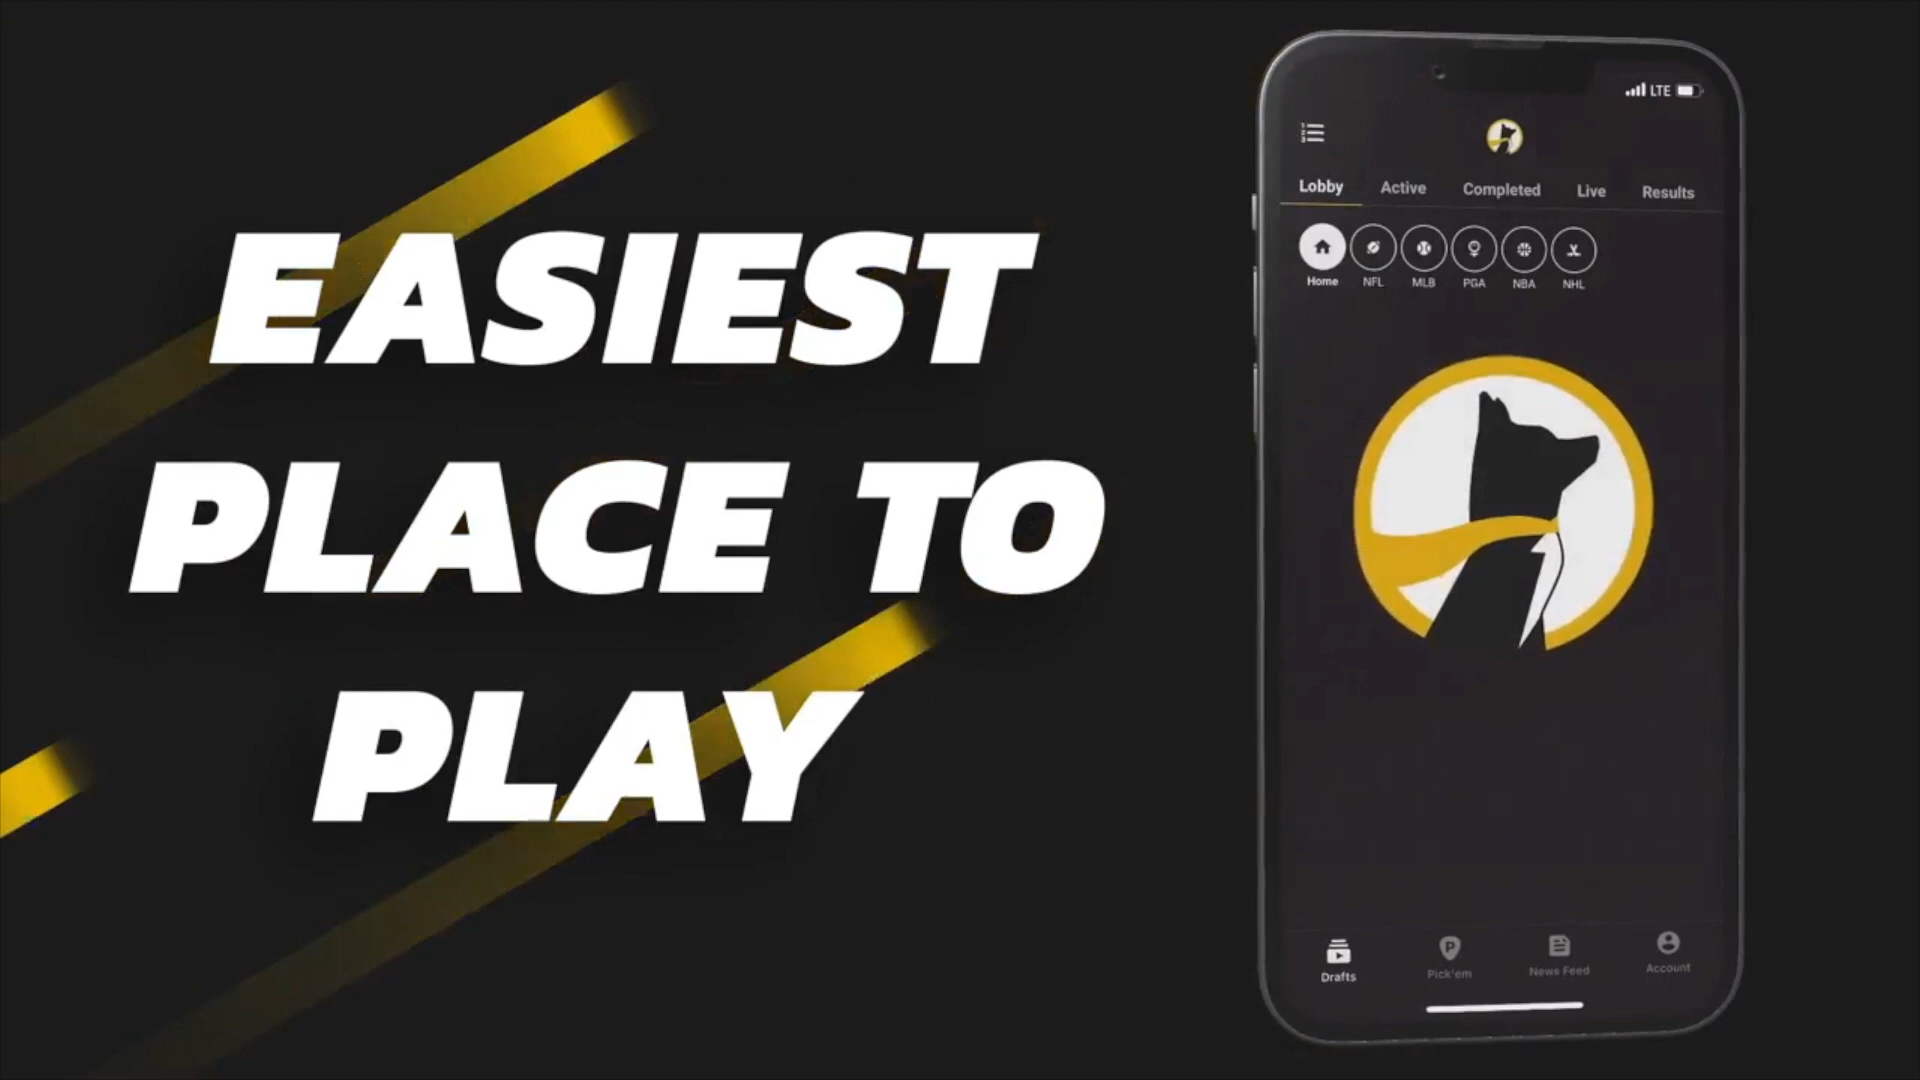 EASIEST
PLACE TO
PLAY
LTE
Lobby Active Completed Live Results
Home NFL MLB PGA NBA NHL
Drafts Pick'em News Feed Account